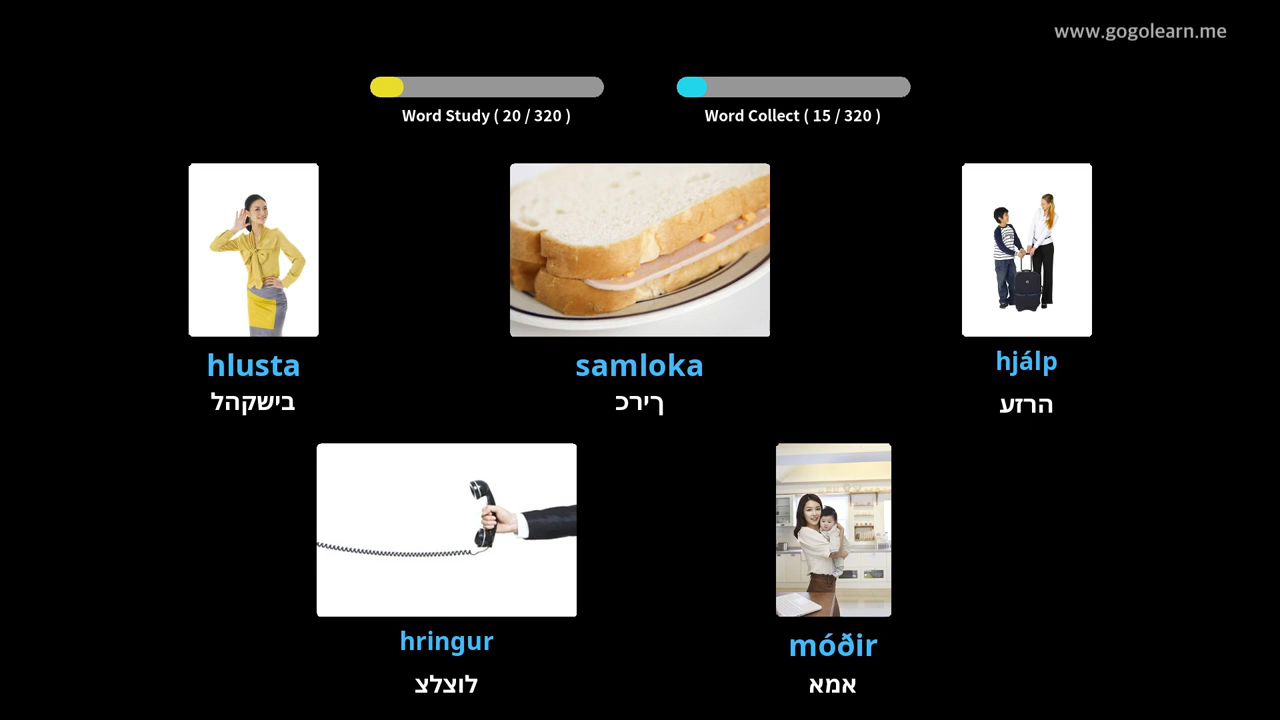 www.gogolearn.me
Word Study ( 20 / 320 )
Word Collect ( 15 / 320 )
hlusta
בישקהל
samloka
ךירכ
hjálp
הרזע
hringur
לוצלצ
móðir
אמא